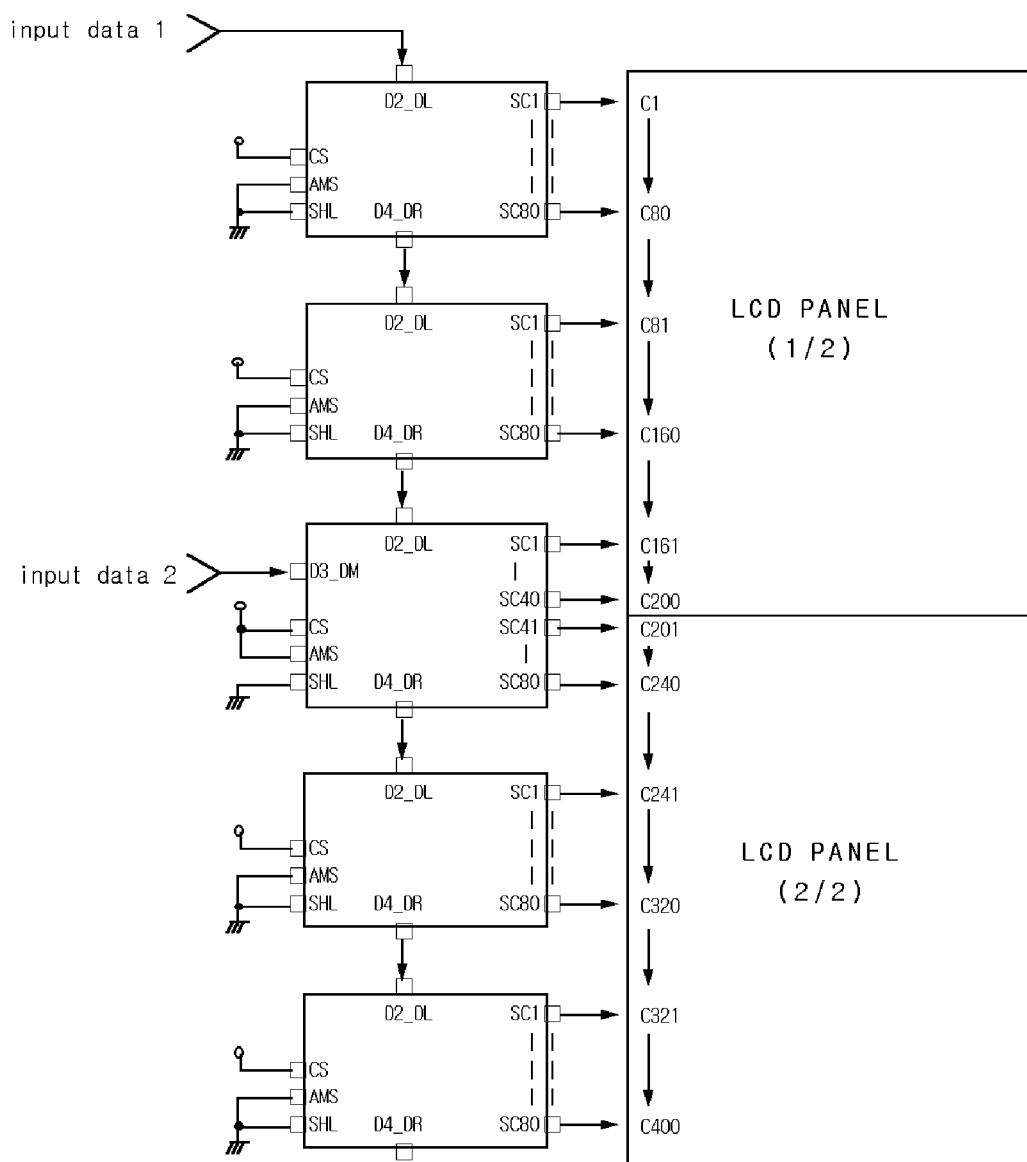 input data 1
D2_DL SC1 C1
CS
AMS
SHL D4_DR SC80 C80
D2_DL SC1 C81
LCD PANEL
(1/2)
CS
AMS
SHL D4_DR SC80 C160
D2_DL SC1 C161
input data 2 D3_DM
SC40 C200
CS SC41 C201
AMS
SHL D4_DR SC80 C240
D2_DL SC1 C241
CS
LCD PANEL
(2/2)
AMS
SHL D4_DR SC80 C320
D2_DL SC1 C321
CS
AMS
SHL D4_DR SC80 C400